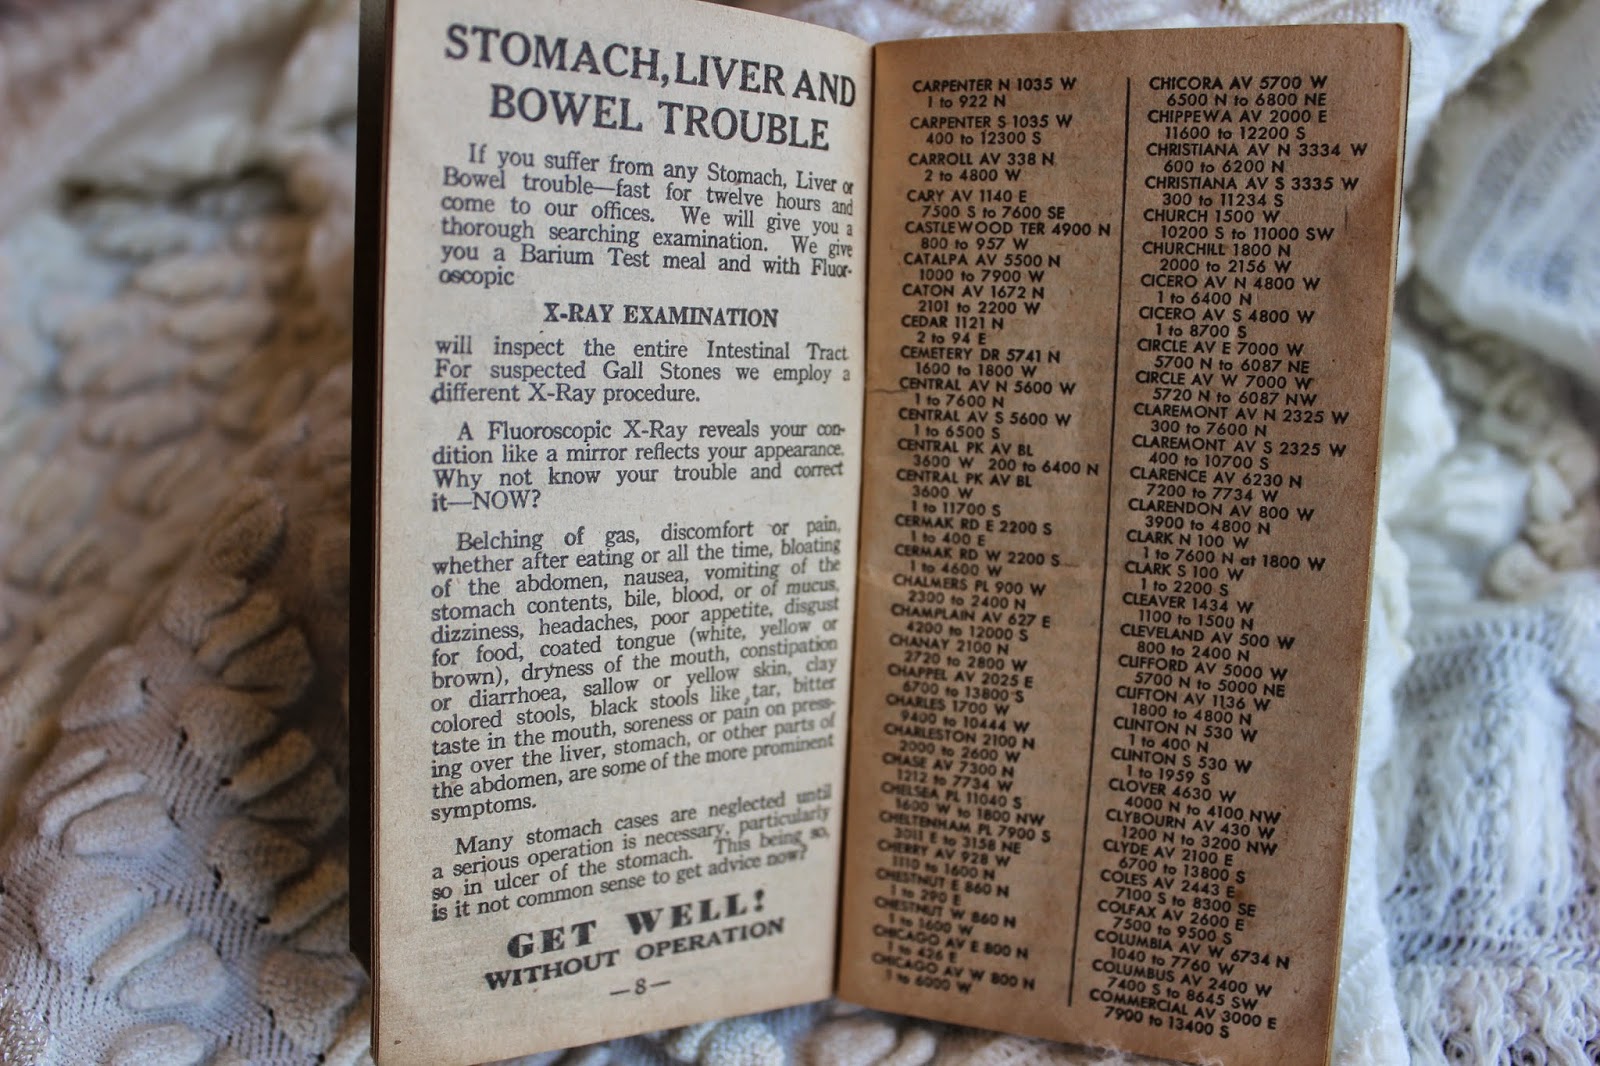 STOMACH, LIVER AND
BOWEL TROUBLE
If you suffer from any Stomach, Liver or
Bowel trouble—fast for twelve hours and
come to our offices. We will give you a
thorough searching examination. We give
you a Barium Test meal and with Fluor-
oscopic
X-RAY EXAMINATION
will inspect the entire Intestinal Tract
For suspected Gall Stones we employ a
different X-Ray procedure.
A Fluoroscopic X-Ray reveals your con-
dition like a mirror reflects your appearance.
Why not know your trouble and correct
it—NOW?
Belching of gas, discomfort or pain,
whether after eating or all the time, bloating
of the abdomen, nausea, vomiting of the
stomach contents, bile, blood, or of mucus,
dizziness, headaches, poor appetite, disgust
for food, coated tongue (white, yellow or
brown), dryness of the mouth, constipation
or diarrhoea, sallow or yellow skin, clay
colored stools, black stools like tar, bitter
taste in the mouth, soreness or pain on press-
ing over the liver, stomach, or other parts of
the abdomen, are some of the more prominent
symptoms.
Many stomach cases are neglected until
a serious operation is necessary, particularly
so in ulcer of the stomach. This being so,
is it not common sense to get advice now?
GET WELL!
WITHOUT OPERATION
—8—
CARPENTER N 1035 W
1 to 922 N
CARPENTER S 1035 W
400 to 12300 S
CARROLL AV 338 N
2 to 4800 W
CARY AV 1140 E
7500 S to 7600 SE
CASTLEWOOD TER 4900 N
800 to 957 W
CATALPA AV 5500 N
1000 to 7900 W
CATON AV 1672 N
2101 to 2200 W
CEDAR 1121 N
2 to 94 E
CEMETERY DR 5741 N
1600 to 1800 W
CENTRAL AV N 5600 W
1 to 7600 N
CENTRAL AV S 5600 W
1 to 6500 S
CENTRAL PK AV BL
3600 W 200 to 6400 N
CENTRAL PK AV BL
3600 W
1 to 11700 S
CERMAK RD E 2200 S
1 to 400 E
CERMAK RD W 2200 S
1 to 4600 W
CHALMERS PL 900 W
2300 to 2400 N
CHAMPLAIN AV 627 E
4200 to 12000 S
CHANAY 2100 N
2720 to 2800 W
CHAPPEL AV 2025 E
6700 to 13800 S
CHARLES 1700 W
9400 to 10444 W
CHARLESTON 2100 N
2000 to 2600 W
CHASE AV 7300 N
1212 to 7734 W
CHELSEA PL 11040 S
1600 W to 1800 NW
CHELTENHAM PL 7900 S
3011 E to 3158 NE
CHERRY AV 928 W
1110 to 1600 N
CHESTNUT E 860 N
1 to 290 E
CHESTNUT W 860 N
1 to 1600 W
CHICAGO AV E 800 N
1 to 426 E
CHICAGO AV W 800 N
1 to 6000 W
CHICORA AV 5700 W
6500 N to 6800 NE
CHIPPEWA AV 2000 E
11600 to 12200 S
CHRISTIANA AV N 3334 W
600 to 6200 N
CHRISTIANA AV S 3335 W
300 to 11234 S
CHURCH 1500 W
10200 S to 11000 SW
CHURCHILL 1800 N
2000 to 2156 W
CICERO AV N 4800 W
1 to 6400 N
CICERO AV S 4800 W
1 to 8700 S
CIRCLE AV E 7000 W
5700 N to 6087 NE
CIRCLE AV W 7000 W
5720 N to 6087 NW
CLAREMONT AV N 2325 W
300 to 7600 N
CLAREMONT AV S 2325 W
400 to 10700 S
CLARENCE AV 6230 N
7200 to 7734 W
CLARENDON AV 800 W
3900 to 4800 N
CLARK N 100 W
1 to 7600 N at 1800 W
CLARK S 100 W
1 to 2200 S
CLEAVER 1434 W
1100 to 1500 N
CLEVELAND AV 500 W
800 to 2400 N
CLIFFORD AV 5000 W
5700 N to 5000 NE
CLIFTON AV 1136 W
1800 to 4800 N
CLINTON N 530 W
1 to 400 N
CLINTON S 530 W
1 to 1959 S
CLOVER 4630 W
4000 N to 4100 NW
CLYBOURN AV 430 W
1200 N to 3200 NW
CLYDE AV 2100 E
6700 to 13800 S
COLES AV 2443 E
7100 S to 8300 SE
COLFAX AV 2600 E
7500 to 9500 S
COLUMBIA AV W 6734 N
1040 to 7760 W
COLUMBUS AV 2400 W
7400 S to 8645 SW
COMMERCIAL AV 3000 E
7900 to 13400 S